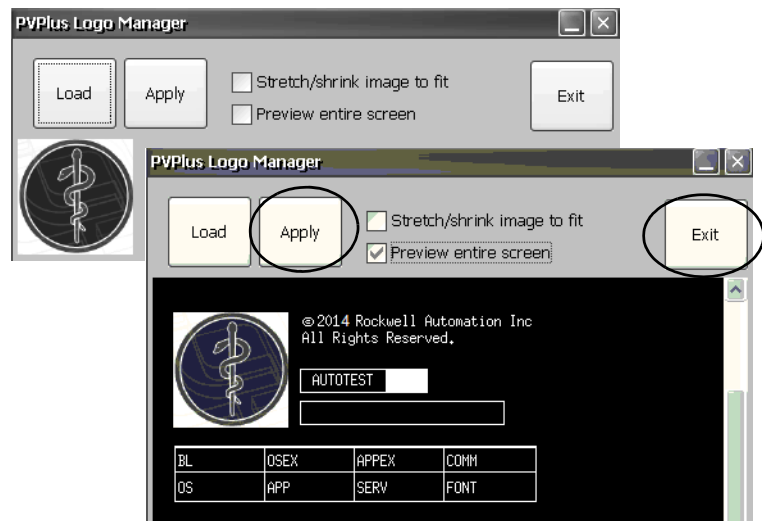 PVPlus Logo Manager
Load Apply Stretch/shrink image to fit Exit
Preview entire screen
PVPlus Logo Manager
Load Apply Stretch/shrink image to fit Exit
Preview entire screen
© 2014 Rockwell Automation Inc
All Rights Reserved.
AUTOTEST
BL OSEX APPEX COMM
OS APP SERV FONT